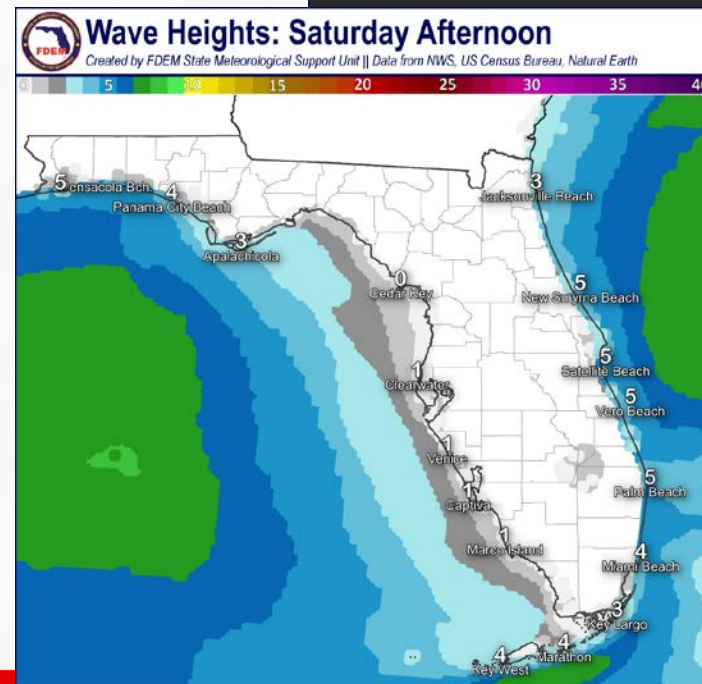 Wave Heights: Saturday Afternoon
FDEM
Created by FDEM State Meteorological Support Unit || Data from NWS, US Census Bureau, Natural Earth
0 5 10 15 20 25 30 35 40
5
Pensacola Bch.
4
Panama City Beach
3
Apalachicola
3
Jacksonville Beach
0
Cedar Key
5
New Smyrna Beach
5
Satellite Beach
1
Clearwater
5
Vero Beach
1
Venice
1
Captiva
5
Palm Beach
1
Marco Island
4
Miami Beach
3
Key Largo
4
Marathon
4
Key West